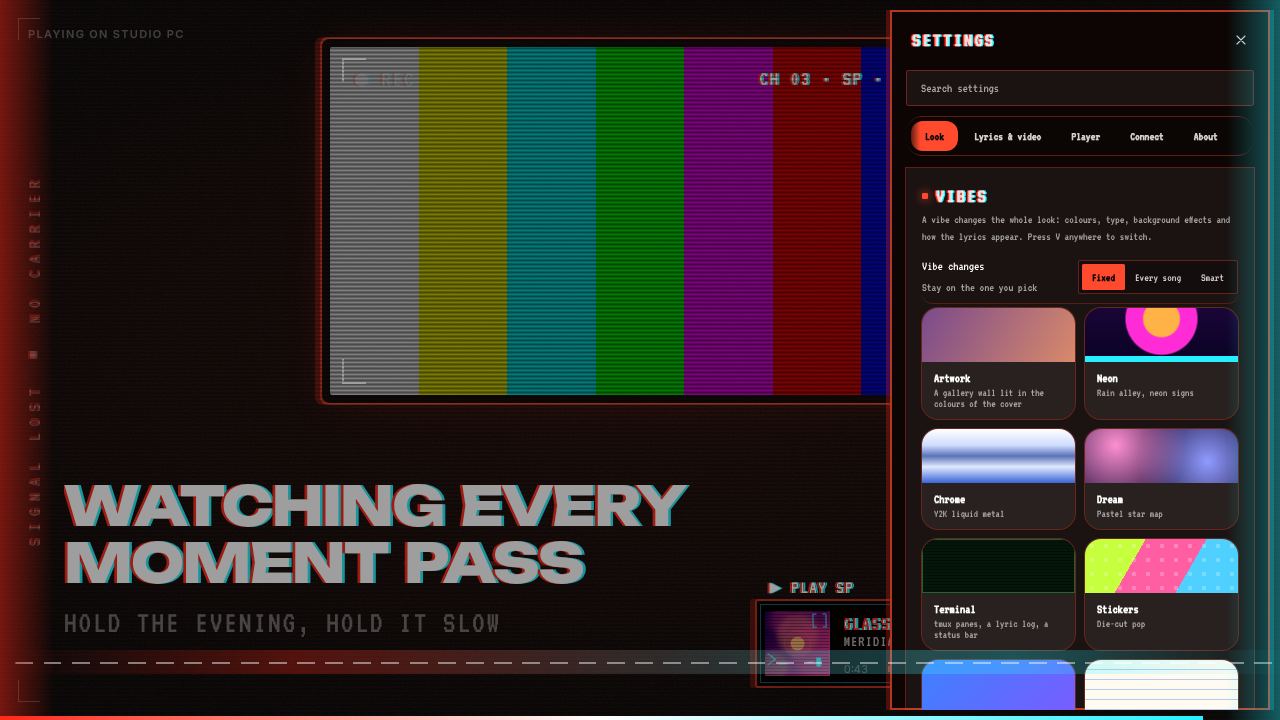 PLAYING ON STUDIO PC
REC
CH 03 - SP -
SIGNAL LOST ■ NO CARRIER
WATCHING EVERY
MOMENT PASS
HOLD THE EVENING, HOLD IT SLOW
▶ PLAY SP
GLASS
MERIDIA
0:43
SETTINGS
Search settings
Look
Lyrics & video
Player
Connect
About
VIBES
A vibe changes the whole look: colours, type, background effects and
how the lyrics appear. Press V anywhere to switch.
Vibe changes
Stay on the one you pick
Fixed
Every song
Smart
Artwork
A gallery wall lit in the
colours of the cover
Neon
Rain alley, neon signs
Chrome
Y2K liquid metal
Dream
Pastel star map
Terminal
tmux panes, a lyric log, a
status bar
Stickers
Die-cut pop